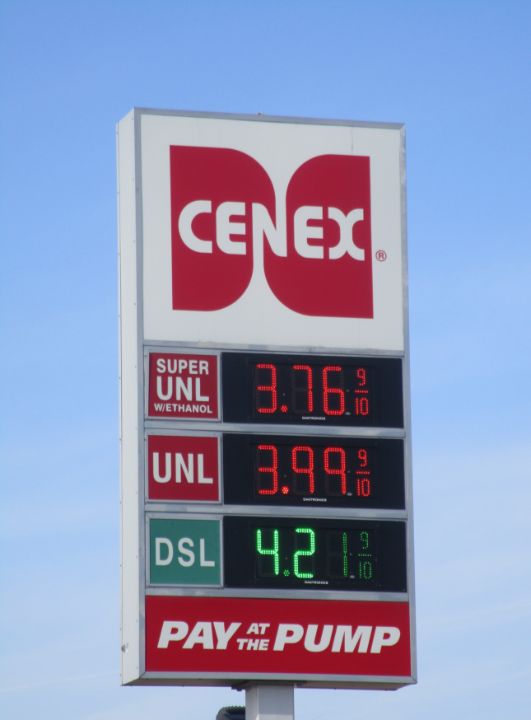 CENEX®
SUPER
UNL
W/ETHANOL
3.76 9/10
UNL
3.99 9/10
DSL
4.21 9/10
PAY AT THE PUMP